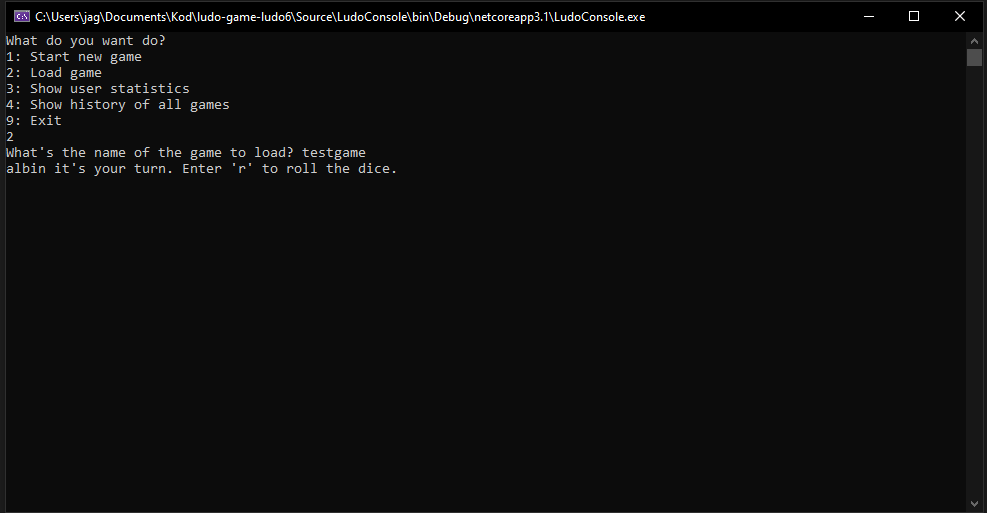 C:\Users\jag\Documents\Kod\ludo-game-ludo6\Source\LudoConsole\bin\Debug\netcoreapp3.1\LudoConsole.exe
What do you want do?
1: Start new game
2: Load game
3: Show user statistics
4: Show history of all games
9: Exit
2
What's the name of the game to load? testgame
albin it's your turn. Enter 'r' to roll the dice.